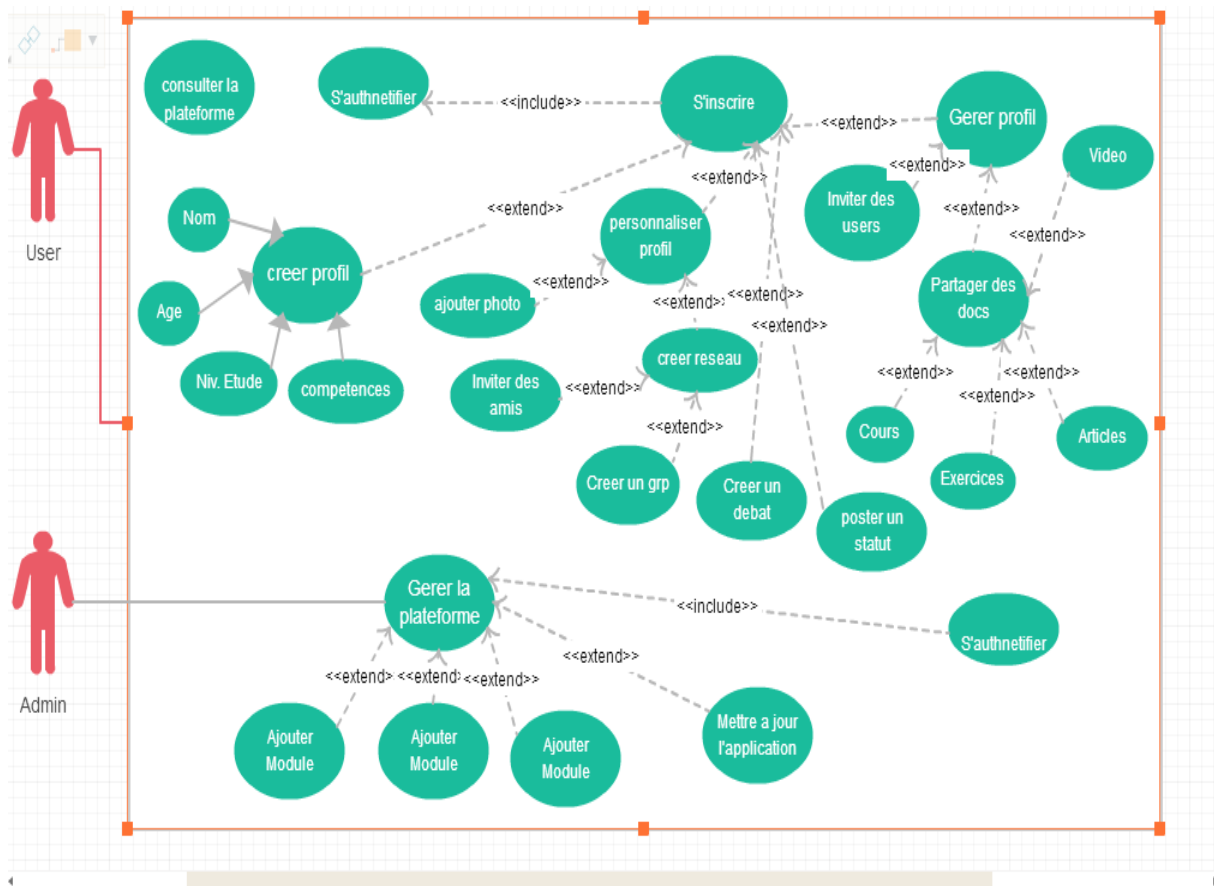 consulter la
plateforme
S'authnetifier
<<include>>
S'inscrire
<<extend>>
Gerer profil
Video
<<extend>>
<<extend>>
Inviter des
users
Nom
<<extend>>
personnaliser
profil
<<extend>>
<<extend>>
User
creer profil
ajouter photo
<<extend>>
Partager des
docs
Age
<<extend>>
<<extend>>
<<extend>>
creer reseau
Niv. Etude
competences
Inviter des
amis
<<extend>>
<<extend>>
<<extend>>
<<extend>>
<<extend>>
Cours
Articles
Creer un grp
Creer un
debat
Exercices
poster un
statut
Gerer la
plateforme
<<include>>
S'authnetifier
<<extend>>
<<extend>
<<extend>
<<extend>>
Admin
Ajouter
Module
Ajouter
Module
Ajouter
Module
Mettre a jour
l'application